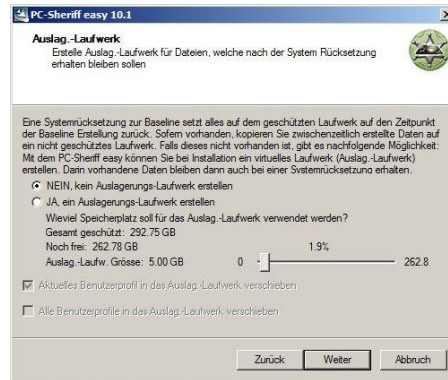 PC-Sheriff easy 10.1
Auslag.-Laufwerk
Erstelle Auslag.-Laufwerk für Dateien, welche nach der System Rücksetzung
erhalten bleiben sollen
Eine Systemrücksetzung zur Baseline setzt alles auf dem geschützten Laufwerk auf den Zeitpunkt
der Baseline Erstellung zurück. Sofern vorhanden, kopieren Sie zwischenzeitlich erstellte Daten auf
ein nicht geschütztes Laufwerk. Falls dieses nicht vorhanden ist, gibt es nachfolgende Möglichkeit:
Mit dem PC-Sheriff easy können Sie bei Installation ein virtuelles Laufwerk (Auslag.-Laufwerk)
erstellen. Darin vorhandene Daten bleiben dann auch bei einer Systemrücksetzung erhalten.
NEIN, kein Auslagerungs-Laufwerk erstellen
JA, ein Auslagerungs-Laufwerk erstellen
Wieviel Speicherplatz soll für das Auslag.-Laufwerk verwendet werden?
Gesamt geschützt: 292.75 GB
Noch frei: 262.78 GB 1.9%
Auslag.-Laufw. Grösse: 5.00 GB 0 262.8
Aktuelles Benutzerprofil in das Auslag.-Laufwerk verschieben
Alle Benutzerprofile in das Auslag.-Laufwerk verschieben
Zurück Weiter Abbruch